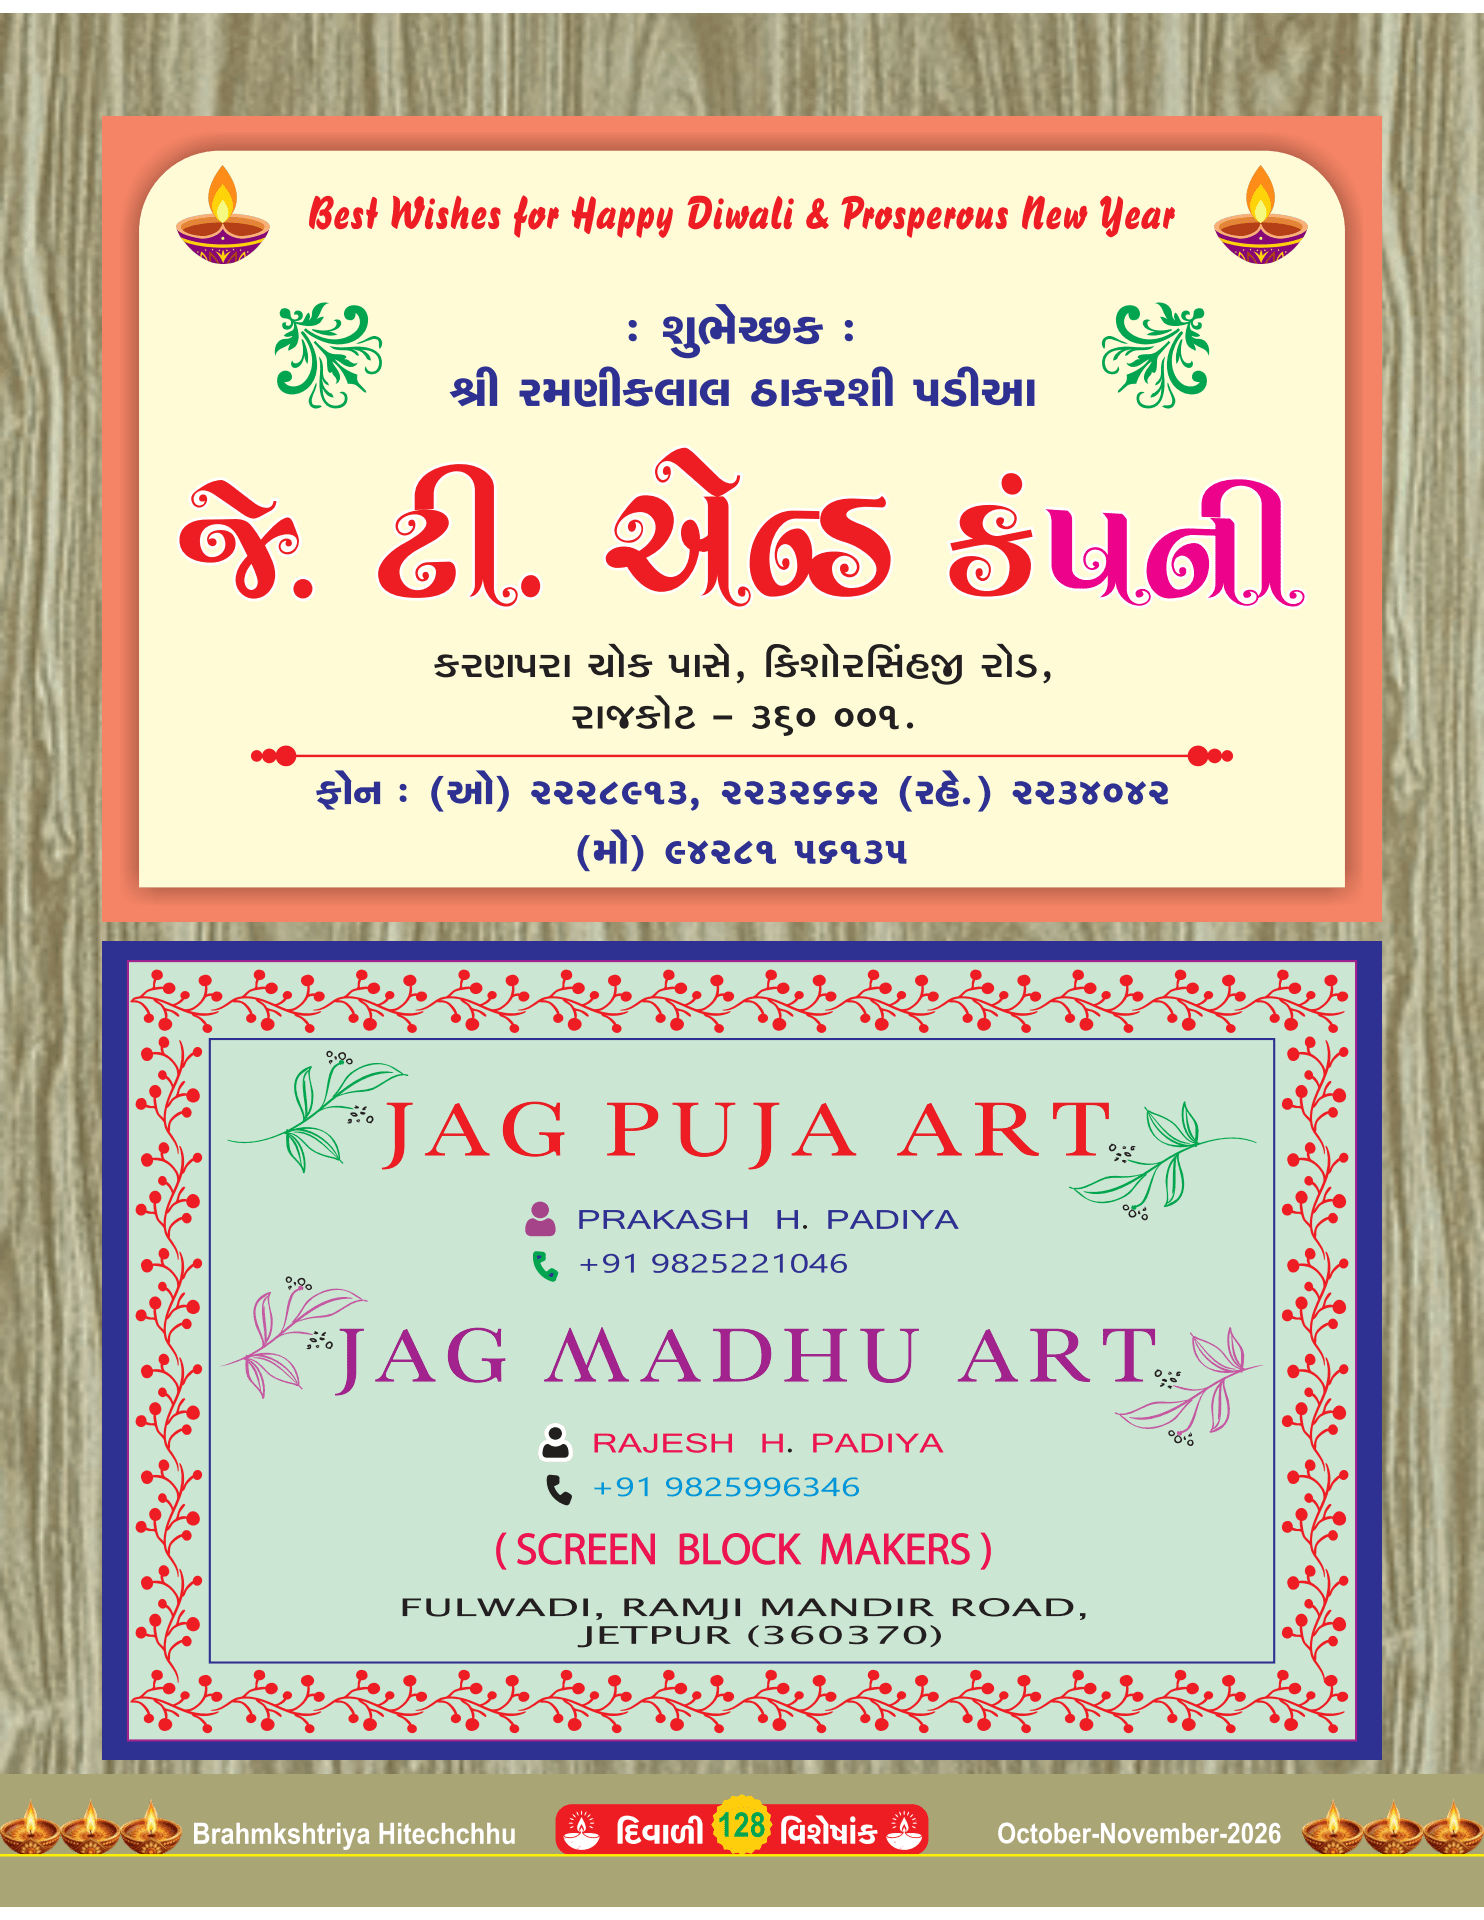 Best Wishes for Happy Diwali & Prosperous New Year
: શુભેચ્છક :
શ્રી રમણીકલાલ ઠાકરશી પડીઆ
જે. ટી. એન્ડ કંપની
કરણપરા ચોક પાસે, કિશોરસિંહજી રોડ,
રાજકોટ – ૩૬૦ ૦૦૧.
ફોન : (ઓ) ૨૨૨૮૯૧૩, ૨૨૩૨૬૬૨ (રહે.) ૨૨૩૪૦૪૨
(મો) ૯૪૨૮૧ ૫૬૧૩૫
JAG PUJA ART
PRAKASH H. PADIYA
+91 9825221046
JAG MADHU ART
RAJESH H. PADIYA
+91 9825996346
( SCREEN BLOCK MAKERS )
FULWADI, RAMJI MANDIR ROAD,
JETPUR (360370)
Brahmkshtriya Hitechchhu દિવાળી 128 વિશેષાંક October-November-2026